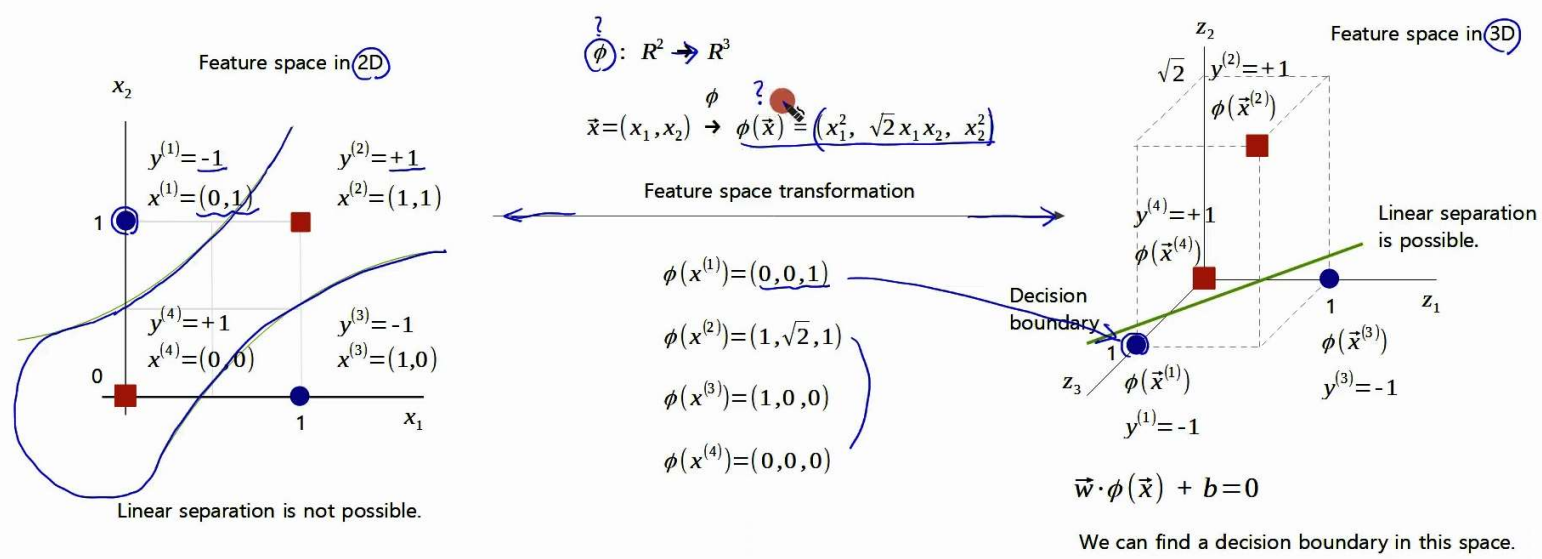 Feature space in 2D
x₂
y⁽¹⁾=-1
x⁽¹⁾=(0,1)
y⁽²⁾=+1
x⁽²⁾=(1,1)
1
y⁽⁴⁾=+1
x⁽⁴⁾=(0,0)
y⁽³⁾=-1
x⁽³⁾=(1,0)
0
1
x₁
Linear separation is not possible.
?
ϕ: R² → R³
ϕ ?
x⃗=(x₁,x₂) → ϕ(x⃗)=(x₁², √2x₁x₂, x₂²)
Feature space transformation
ϕ(x⁽¹⁾)=(0,0,1)
ϕ(x⁽²⁾)=(1,√2,1)
ϕ(x⁽³⁾)=(1,0,0)
ϕ(x⁽⁴⁾)=(0,0,0)
Feature space in 3D
z₂
√2
y⁽²⁾=+1
ϕ(x⃗⁽²⁾)
y⁽⁴⁾=+1
ϕ(x⃗⁽⁴⁾)
Linear separation
is possible.
Decision
boundary
1
z₁
1
z₃
ϕ(x⃗⁽¹⁾)
y⁽¹⁾=-1
ϕ(x⃗⁽³⁾)
y⁽³⁾=-1
w⃗·ϕ(x⃗) + b=0
We can find a decision boundary in this space.